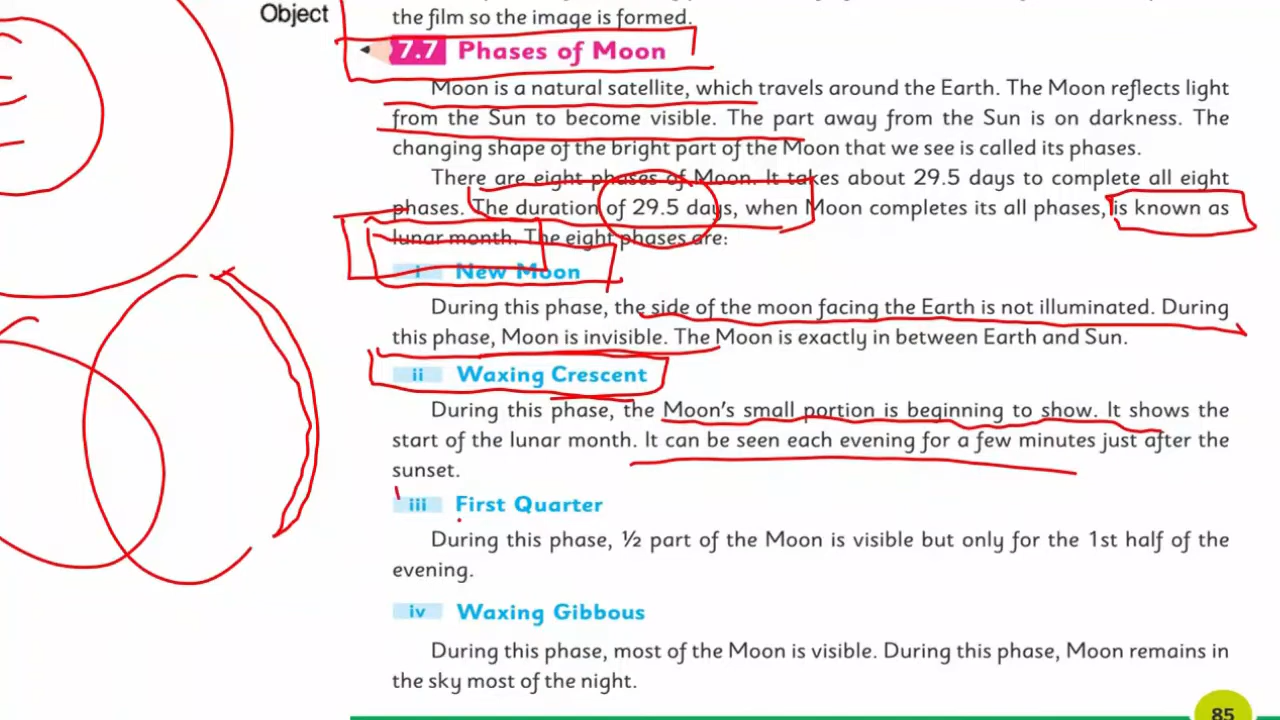 Object
the film so the image is formed.
7.7 Phases of Moon
Moon is a natural satellite, which travels around the Earth. The Moon reflects light
from the Sun to become visible. The part away from the Sun is on darkness. The
changing shape of the bright part of the Moon that we see is called its phases.
There are eight phases of Moon. It takes about 29.5 days to complete all eight
phases. The duration of 29.5 days, when Moon completes its all phases, is known as
lunar month. The eight phases are:
i New Moon
During this phase, the side of the moon facing the Earth is not illuminated. During
this phase, Moon is invisible. The Moon is exactly in between Earth and Sun.
ii Waxing Crescent
During this phase, the Moon's small portion is beginning to show. It shows the
start of the lunar month. It can be seen each evening for a few minutes just after the
sunset.
iii First Quarter
During this phase, ½ part of the Moon is visible but only for the 1st half of the
evening.
iv Waxing Gibbous
During this phase, most of the Moon is visible. During this phase, Moon remains in
the sky most of the night.
85